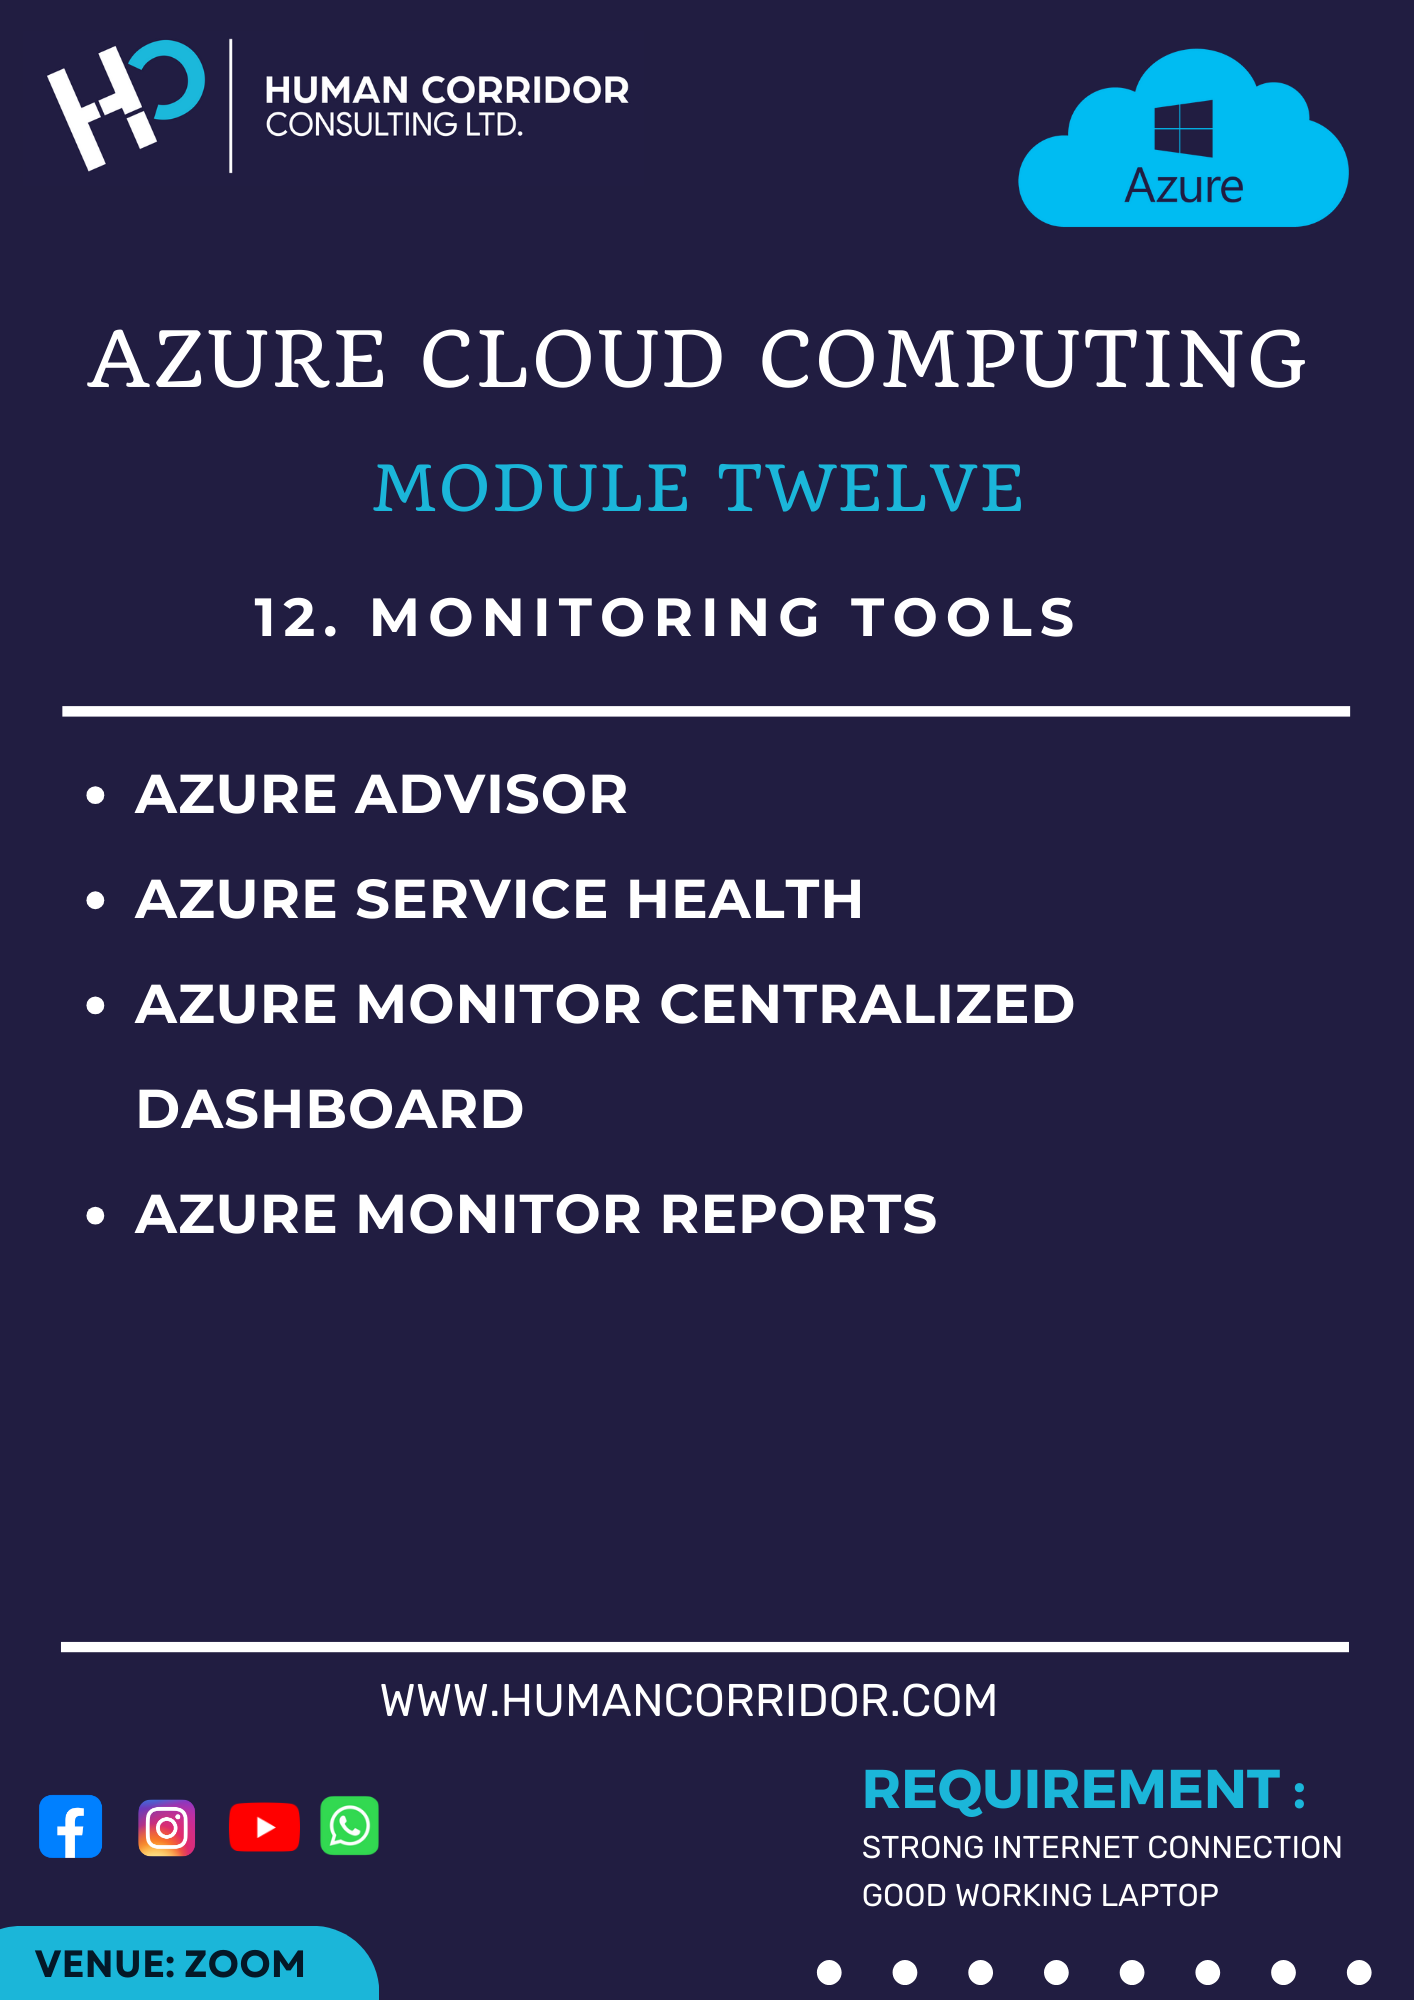 HUMAN CORRIDOR
CONSULTING LTD.
Azure
AZURE CLOUD COMPUTING
MODULE TWELVE
12. MONITORING TOOLS
• AZURE ADVISOR
• AZURE SERVICE HEALTH
• AZURE MONITOR CENTRALIZED
DASHBOARD
• AZURE MONITOR REPORTS
WWW.HUMANCORRIDOR.COM
REQUIREMENT :
STRONG INTERNET CONNECTION
GOOD WORKING LAPTOP
VENUE: ZOOM